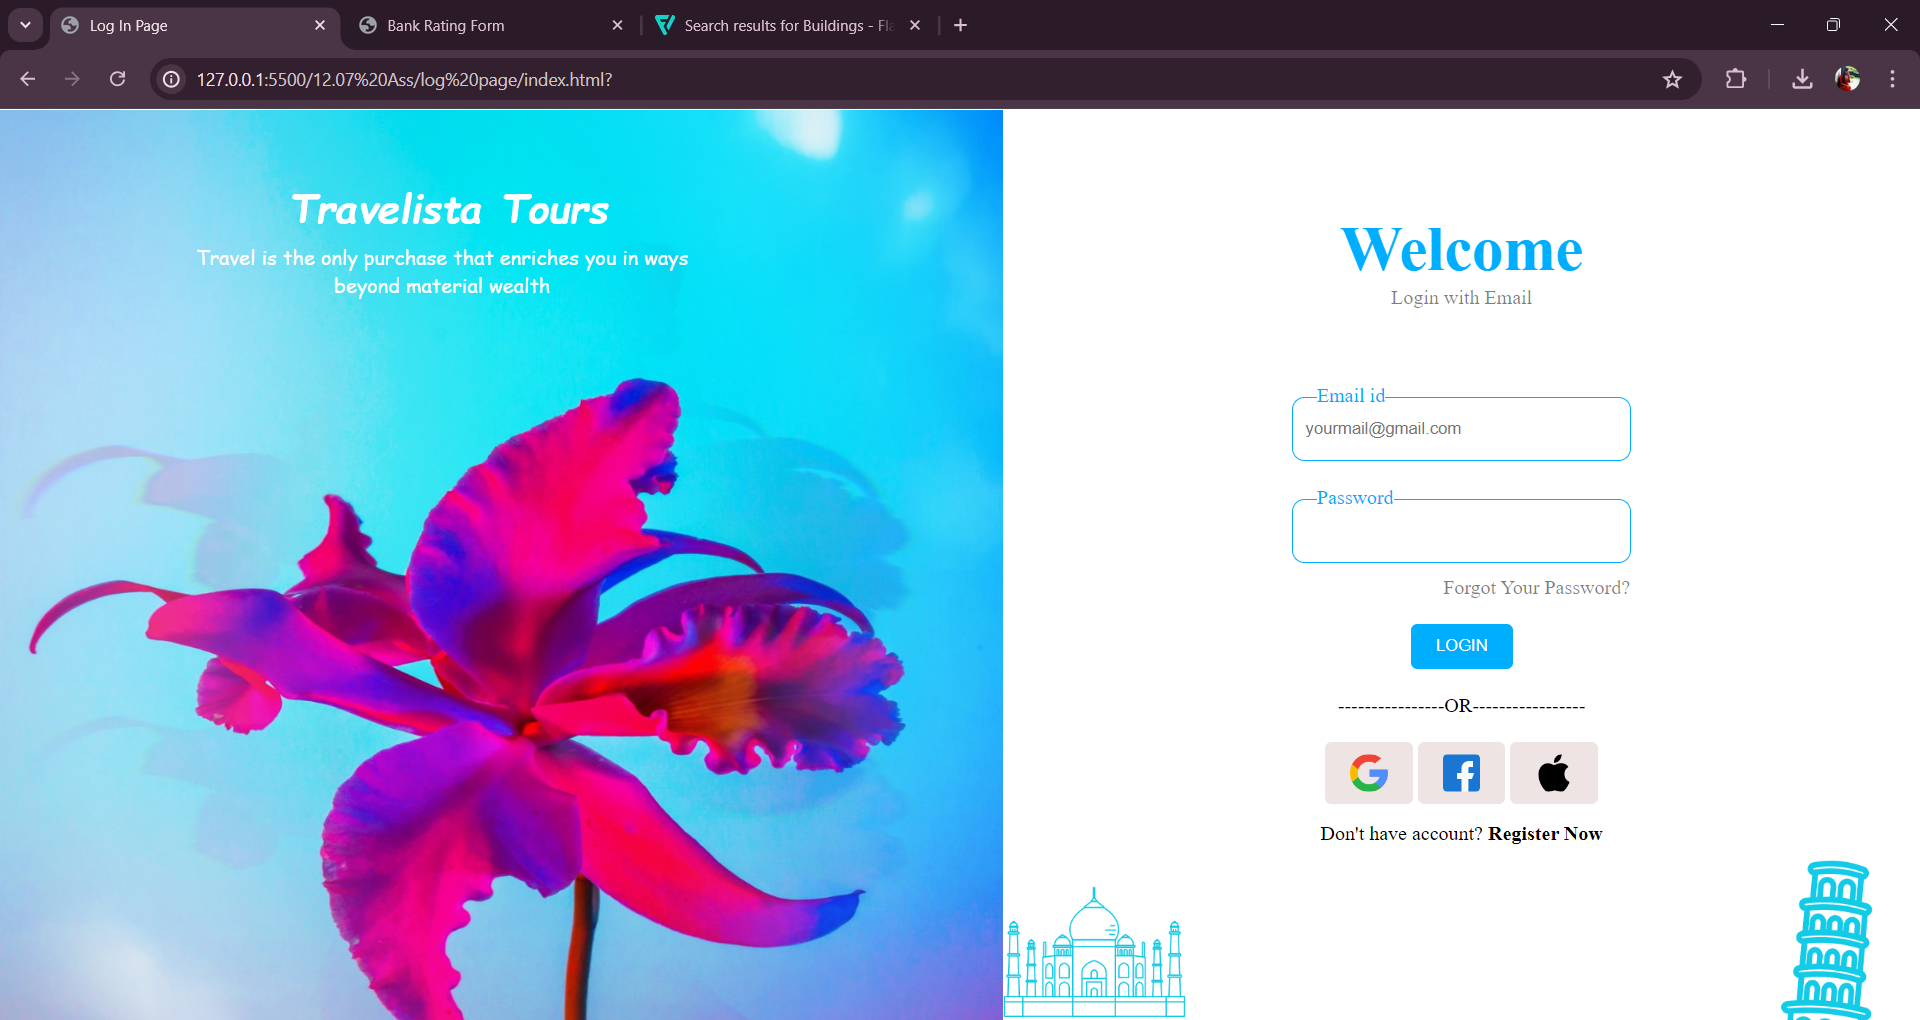 Log In Page
Bank Rating Form
Search results for Buildings - Fla
127.0.0.1:5500/12.07%20Ass/log%20page/index.html?
Travelista Tours
Travel is the only purchase that enriches you in ways
beyond material wealth
Welcome
Login with Email
Email id
yourmail@gmail.com
Password
Forgot Your Password?
LOGIN
----------------OR-----------------
Don't have account? Register Now